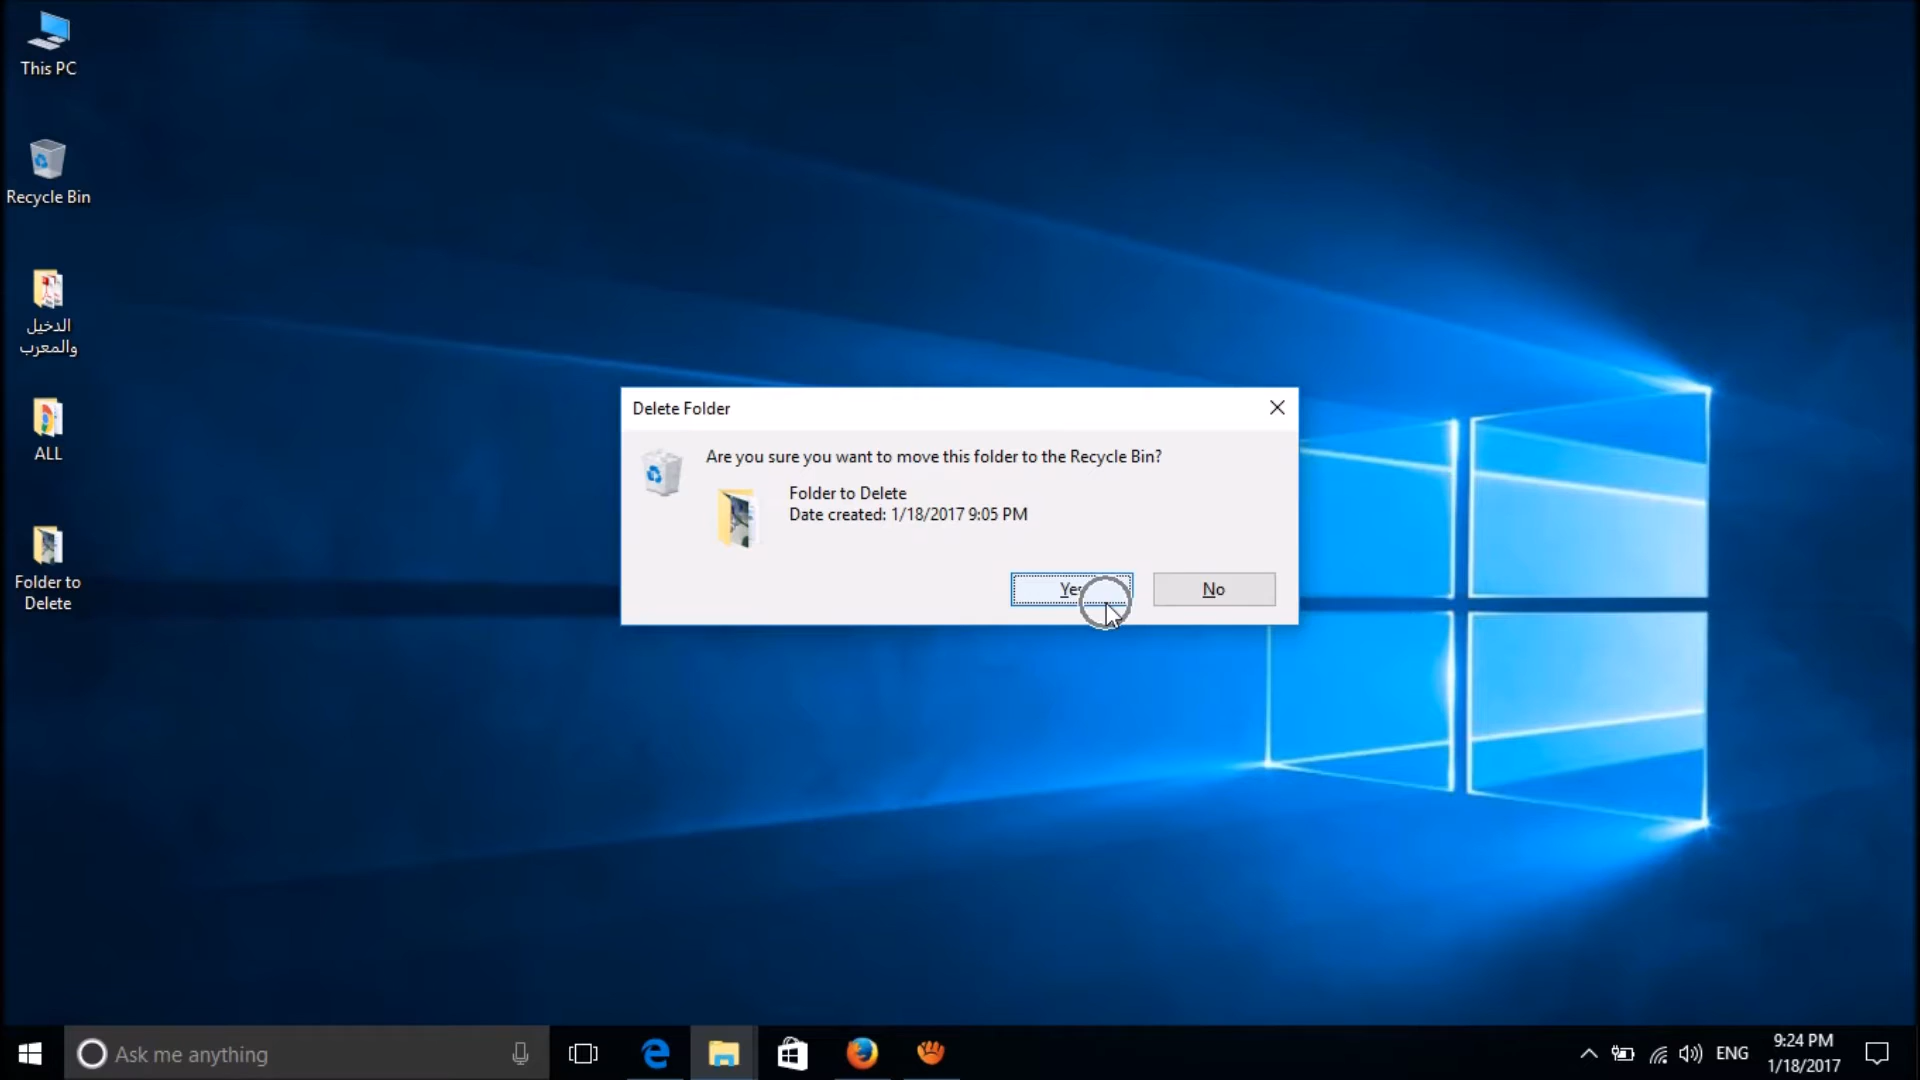 This PC
Recycle Bin
الدخيل
والمعرب
ALL
Folder to
Delete
Delete Folder
Are you sure you want to move this folder to the Recycle Bin?
Folder to Delete
Date created: 1/18/2017 9:05 PM
Yes
No
Ask me anything
ENG
9:24 PM
1/18/2017